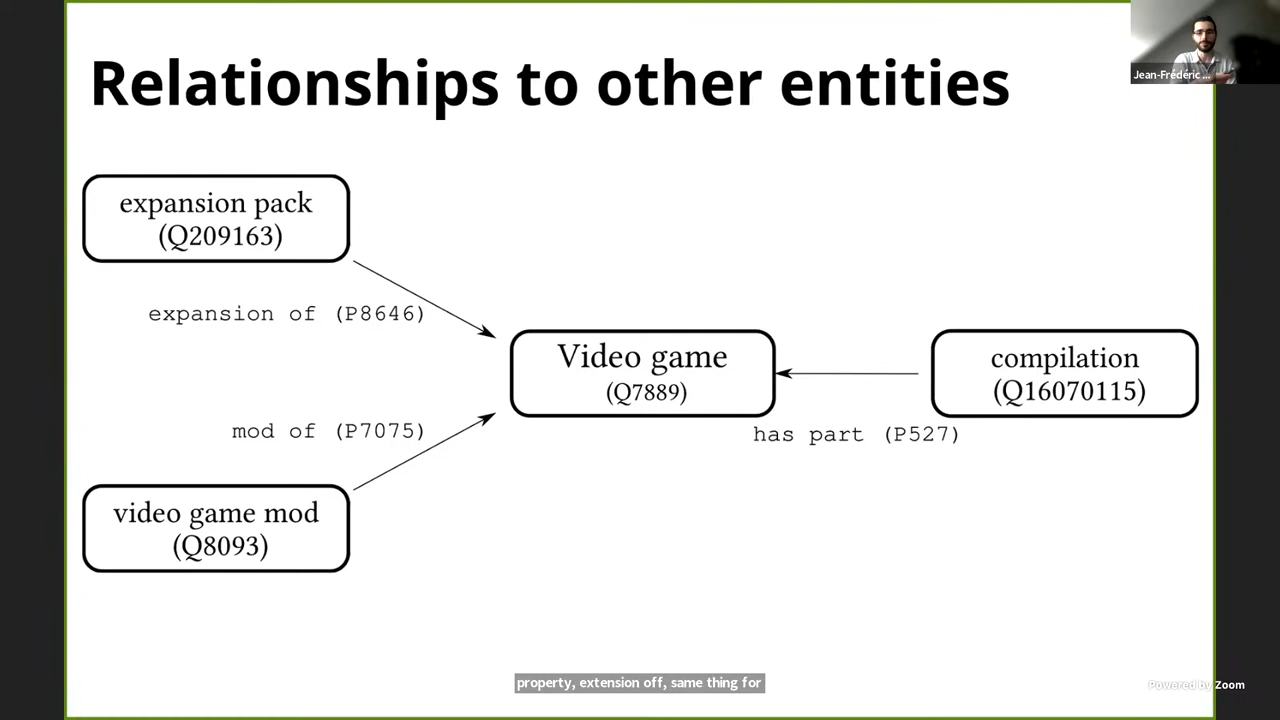 Relationships to other entities
Jean-Frédéric ...
expansion pack
(Q209163)
expansion of (P8646)
Video game
(Q7889)
compilation
(Q16070115)
has part (P527)
mod of (P7075)
video game mod
(Q8093)
property, extension off, same thing for
Powered by Zoom